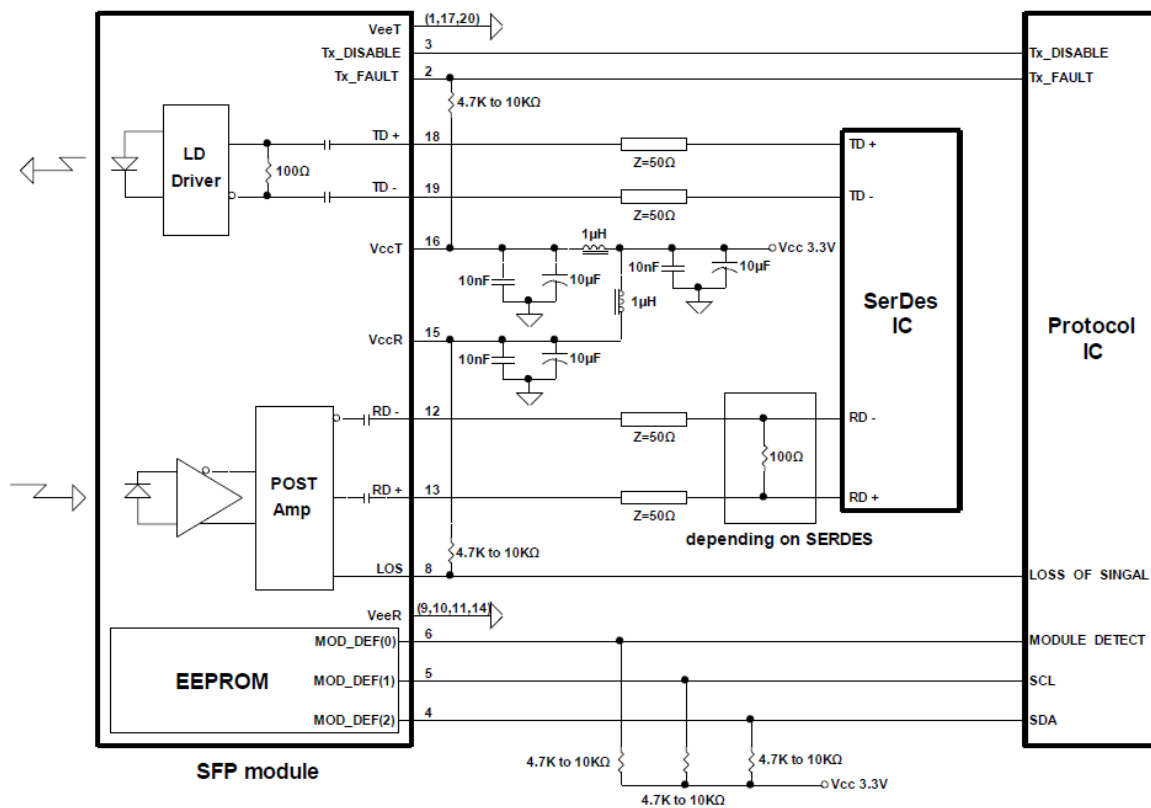 VeeT
(1,17,20)
Tx_DISABLE
3
Tx_DISABLE
Tx_FAULT
2
Tx_FAULT
4.7K to 10KΩ
LD
Driver
100Ω
TD +
18
Z=50Ω
TD +
TD -
19
Z=50Ω
TD -
VccT
16
1µH
Vcc 3.3V
10nF
10µF
10nF
10µF
1µH
SerDes
IC
Protocol
IC
VccR
15
10nF
10µF
RD -
12
Z=50Ω
RD -
100Ω
POST
Amp
RD +
13
Z=50Ω
RD +
depending on SERDES
4.7K to 10KΩ
LOS
8
LOSS OF SINGAL
VeeR
(9,10,11,14)
EEPROM
MOD_DEF(0)
6
MODULE DETECT
MOD_DEF(1)
5
SCL
MOD_DEF(2)
4
SDA
4.7K to 10KΩ
4.7K to 10KΩ
4.7K to 10KΩ
Vcc 3.3V
SFP module